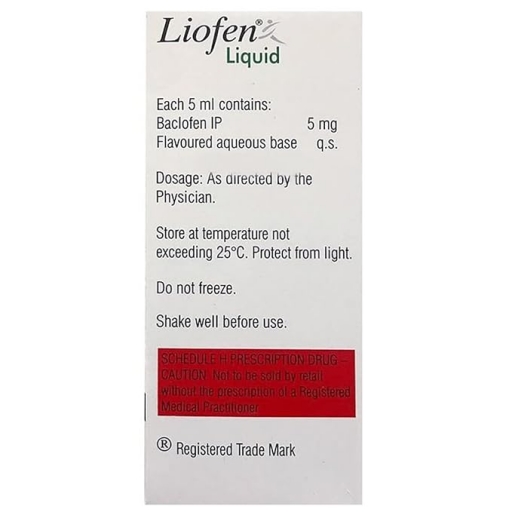 Liofen®
Liquid
Each 5 ml contains:
Baclofen IP 5 mg
Flavoured aqueous base q.s.
Dosage: As directed by the
Physician.
Store at temperature not
exceeding 25°C. Protect from light.
Do not freeze.
Shake well before use.
SCHEDULE H PRESCRIPTION DRUG –
CAUTION: Not to be sold by retail
without the prescription of a Registered
Medical Practitioner.
® Registered Trade Mark